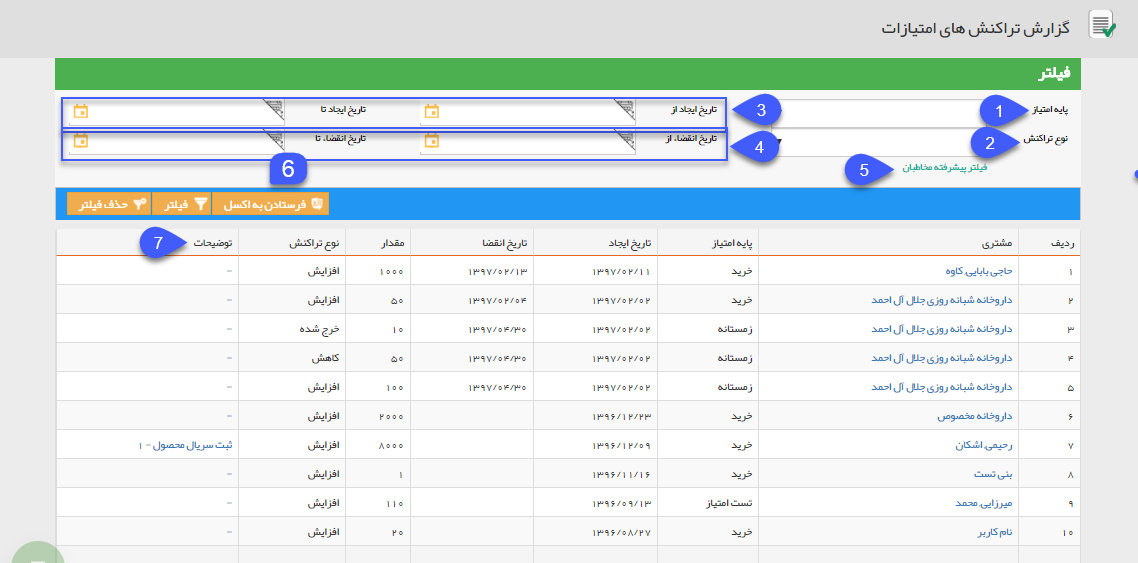 گزارش تراکنش های امتیازات
فیلتر
پایه امتیاز 1 3 تاریخ ایجاد از تاریخ ایجاد تا
نوع تراکنش 2 4 تاریخ انقضاء از تاریخ انقضاء تا
فیلتر پیشرفته مخاطبان 5 6
فرستادن به اکسل فیلتر حذف فیلتر
ردیف مشتری پایه امتیاز تاریخ ایجاد تاریخ انقضا مقدار نوع تراکنش توضیحات 7
۱ حاجی بابایی, کاوه خرید ۱۳۹۷/۰۲/۱۱ ۱۳۹۷/۰۲/۱۳ ۱۰۰۰ افزایش -
۲ داروخانه شبانه روزی جلال آل احمد خرید ۱۳۹۷/۰۲/۰۲ ۱۳۹۷/۰۲/۰۴ ۵۰ افزایش -
۳ داروخانه شبانه روزی جلال آل احمد زمستانه ۱۳۹۷/۰۲/۰۲ ۱۳۹۷/۰۴/۳۰ ۱۰ خرج شده -
۴ داروخانه شبانه روزی جلال آل احمد زمستانه ۱۳۹۷/۰۲/۰۲ ۱۳۹۷/۰۴/۳۰ ۵۰ کاهش -
۵ داروخانه شبانه روزی جلال آل احمد زمستانه ۱۳۹۷/۰۲/۰۲ ۱۳۹۷/۰۴/۳۰ ۱۰۰ افزایش -
۶ داروخانه مخصوص خرید ۱۳۹۶/۱۲/۲۳ ۲۰۰۰ افزایش -
۷ رحیمی, اشکان خرید ۱۳۹۶/۱۲/۰۹ ۸۰۰۰ افزایش ثبت سریال محصول - ۱
۸ بنی تست خرید ۱۳۹۶/۱۱/۱۶ ۱ افزایش -
۹ میرزایی, محمد تست امتیاز ۱۳۹۶/۰۹/۱۳ ۱۱۰ افزایش -
۱۰ نام کاربر خرید ۱۳۹۶/۰۸/۲۷ ۲۰ افزایش -